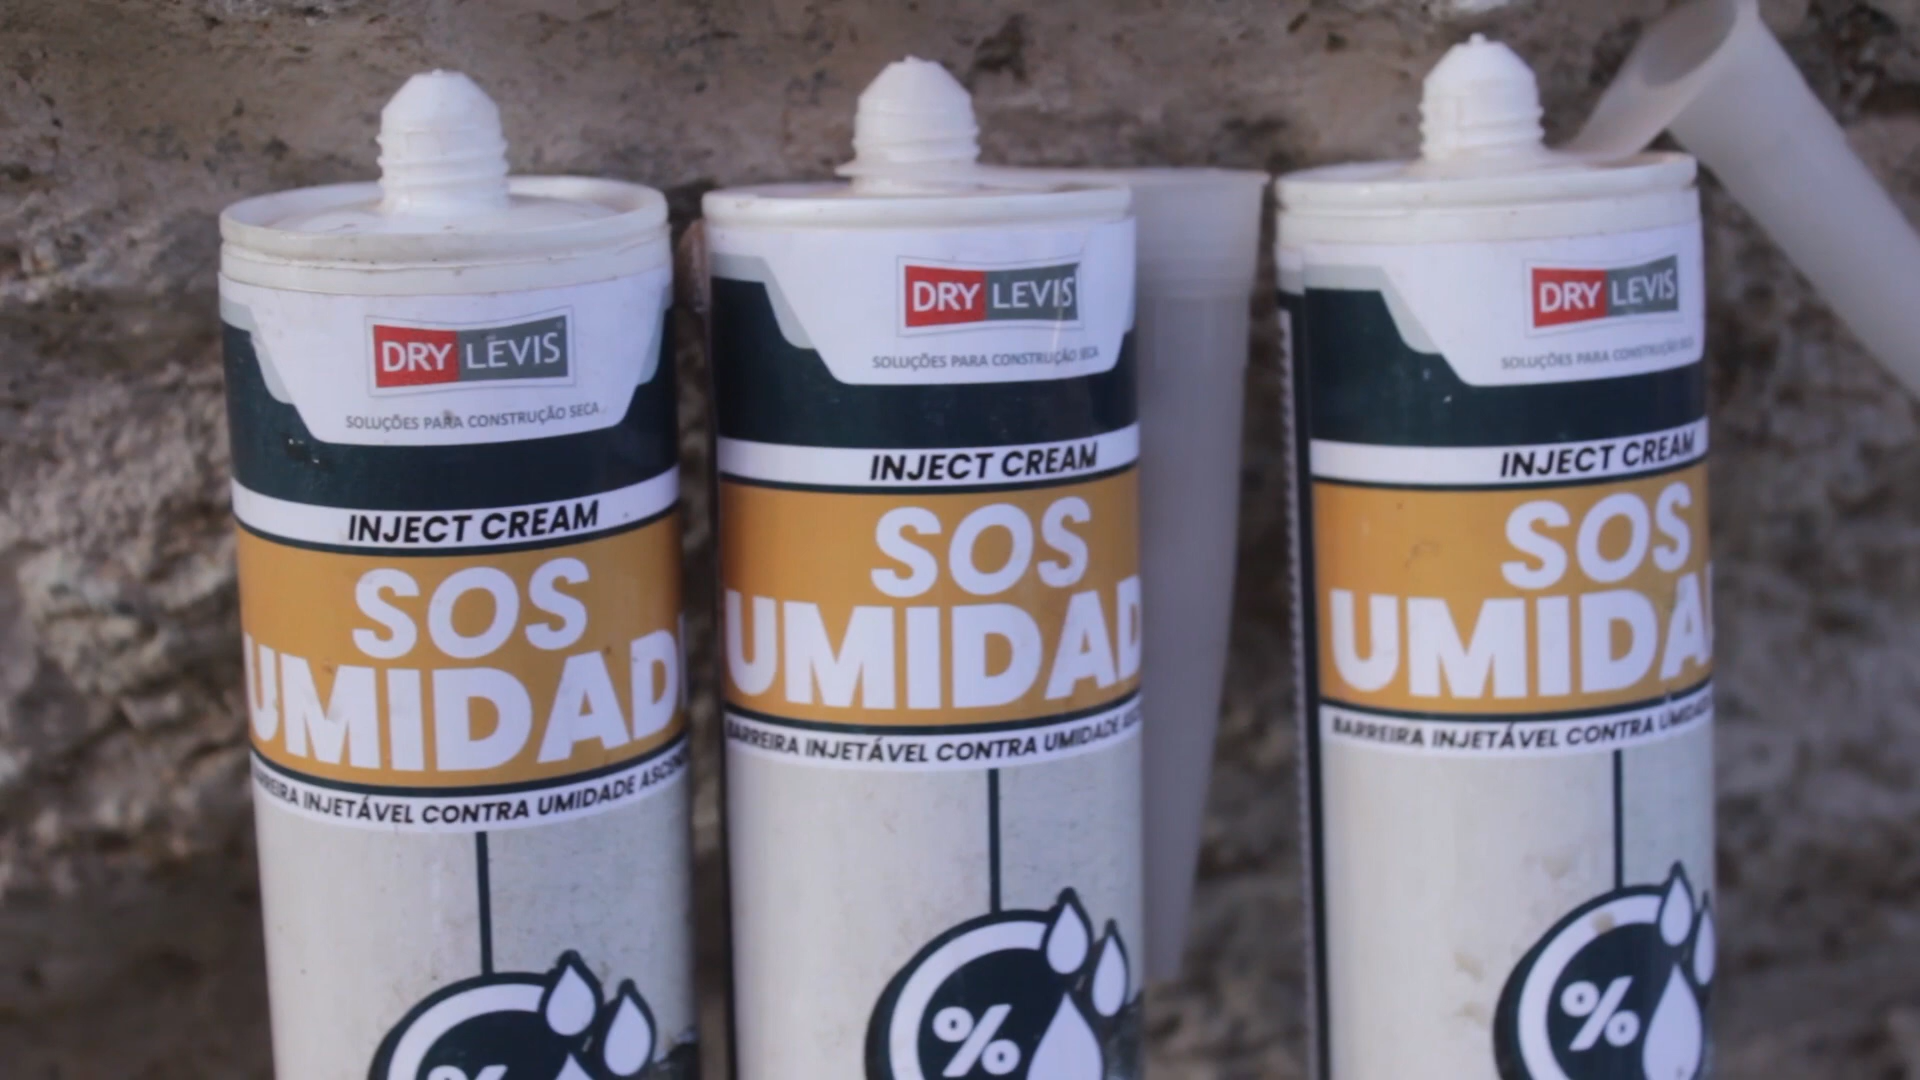 DRY LEVIS
SOLUÇÕES PARA CONSTRUÇÃO SECA
INJECT CREAM
SOS
UMIDAD
BARREIRA INJETÁVEL CONTRA UMIDADE
%
DRY LEVIS
SOLUÇÕES PARA CONSTRUÇÃO SECA
INJECT CREAM
SOS
UMIDAD
BARREIRA INJETÁVEL CONTRA UMIDADE
%
DRY LEVIS
SOLUÇÕES PARA CONSTRUÇÃO SECA
INJECT CREAM
SOS
UMIDA
BARREIRA INJETÁVEL CONTRA UMIDADE
%